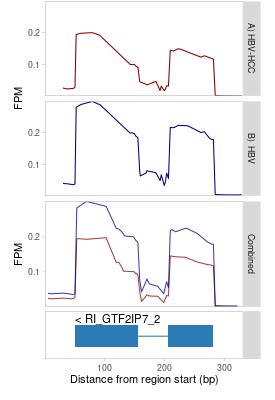 0.2
0.1
A) HBV-HCC
FPM
0.2
0.1
B) HBV
0.2
0.1
Combined
FPM
< RI_GTF2IP7_2
100
200
300
Distance from region start (bp)